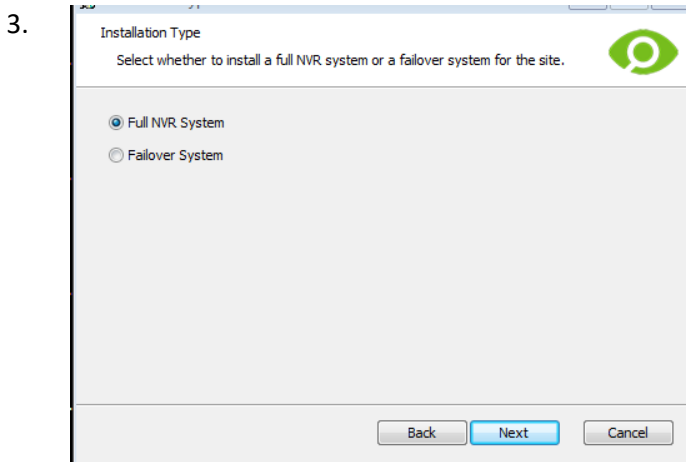 3.
Installation Type
Select whether to install a full NVR system or a failover system for the site.
Full NVR System
Failover System
Back Next Cancel